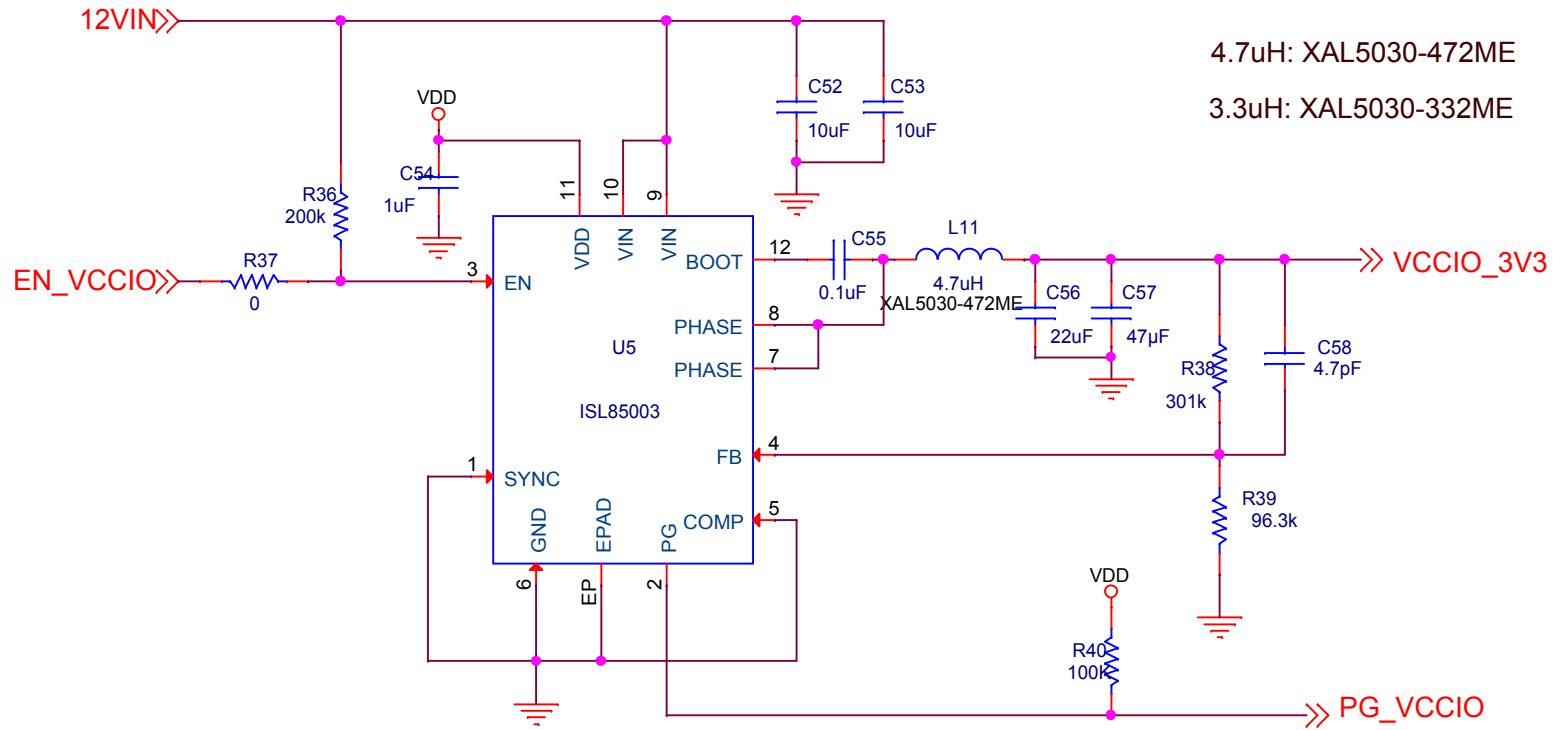 12VIN
4.7uH: XAL5030-472ME
3.3uH: XAL5030-332ME
C52
10uF
C53
10uF
VDD
C54
1uF
R36
200k
11
10
9
VDD
VIN
VIN
EN_VCCIO
R37
0
3
EN
BOOT
12
C55
0.1uF
L11
4.7uH
XAL5030-472ME
VCCIO_3V3
C56
22uF
C57
47µF
PHASE
8
PHASE
7
U5
ISL85003
R38
301k
C58
4.7pF
FB
4
1
SYNC
COMP
5
GND
EPAD
PG
6
EP
2
R39
96.3k
VDD
R40
100K
PG_VCCIO